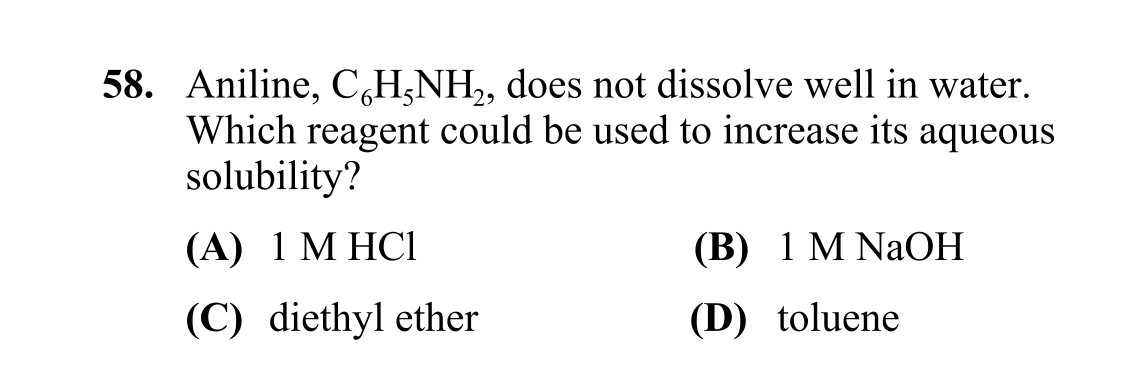 58. Aniline, C₆H₅NH₂, does not dissolve well in water.
Which reagent could be used to increase its aqueous
solubility?
(A) 1 M HCl (B) 1 M NaOH
(C) diethyl ether (D) toluene